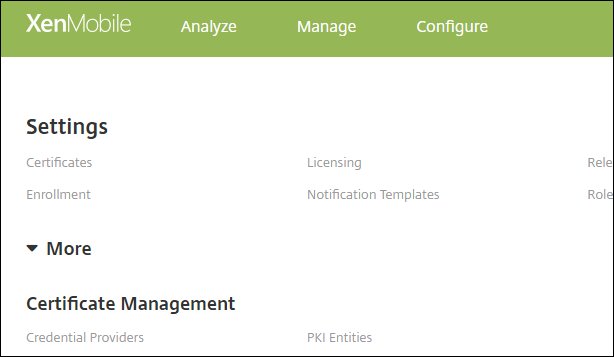 XenMobile Analyze Manage Configure
Settings
Certificates Licensing Rele
Enrollment Notification Templates Role
More
Certificate Management
Credential Providers PKI Entities